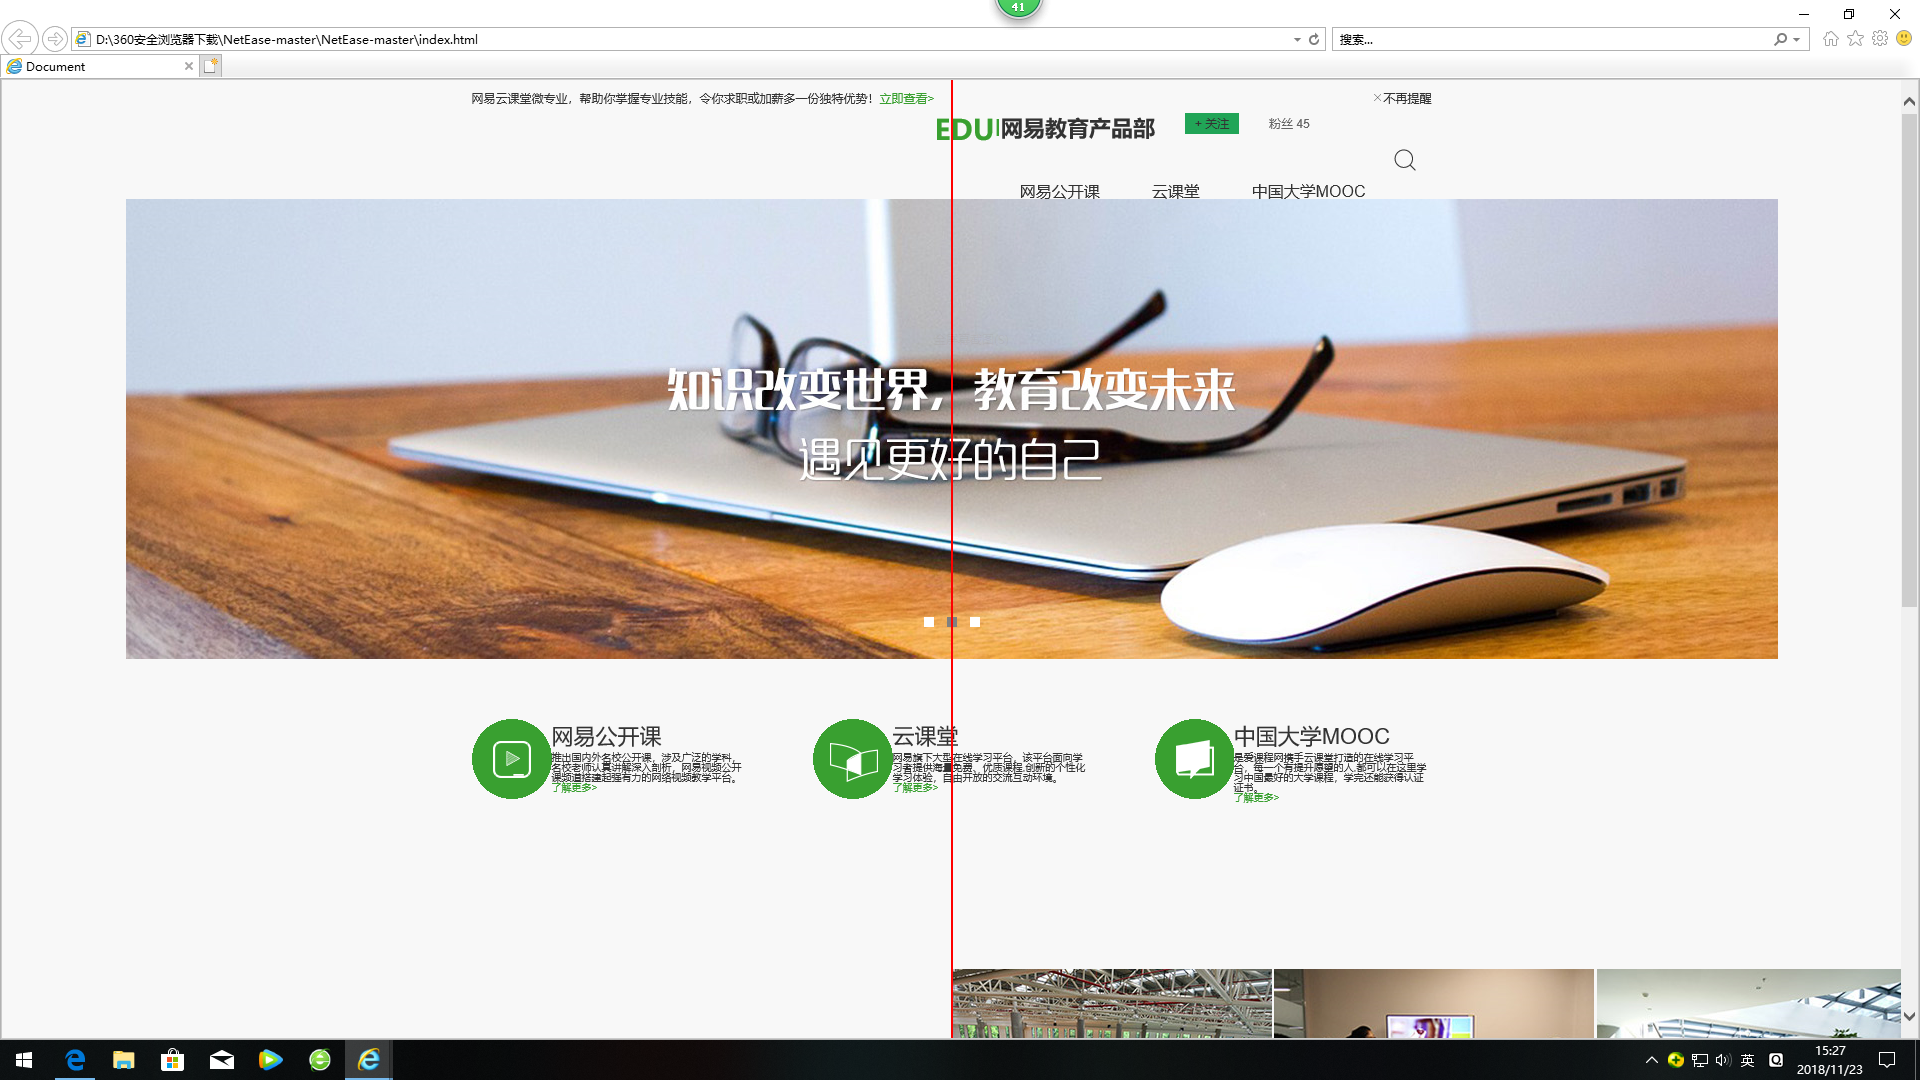 41
D:\360安全浏览器下载\NetEase-master\NetEase-master\index.html
搜索...
Document
网易云课堂微专业，帮助你掌握专业技能，令你求职或加薪多一份独特优势！立即查看>
×不再提醒
EDU 网易教育产品部
+ 关注
粉丝 45
网易公开课
云课堂
中国大学MOOC
知识改变世界，教育改变未来
遇见更好的自己
网易公开课
推出国内外名校公开课，涉及广泛的学科，
名校老师认真讲解深入剖析，网易视频公开
课频道搭建起强有力的网络视频教学平台。
了解更多>
云课堂
网易旗下大型在线学习平台，该平台面向学
习者提供海量免费、优质课程,创新的个性化
学习体验，自由开放的交流互动环境。
了解更多>
中国大学MOOC
是爱课程网携手云课堂打造的在线学习平
台，每一个有提升愿望的人,都可以在这里学
习中国最好的大学课程，学完还能获得认证
证书。
了解更多>
英
15:27
2018/11/23